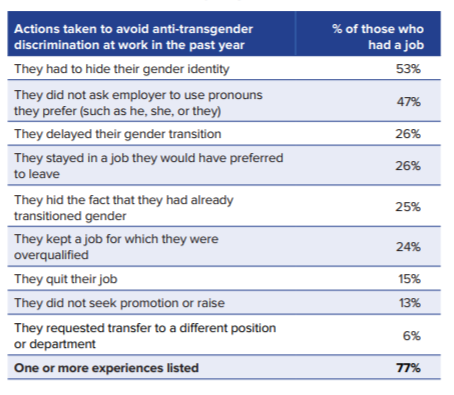 Actions taken to avoid anti-transgender discrimination at work in the past year % of those who had a job
They had to hide their gender identity 53%
They did not ask employer to use pronouns
they prefer (such as he, she, or they) 47%
They delayed their gender transition 26%
They stayed in a job they would have preferred
to leave 26%
They hid the fact that they had already
transitioned gender 25%
They kept a job for which they were
overqualified 24%
They quit their job 15%
They did not seek promotion or raise 13%
They requested transfer to a different position
or department 6%
One or more experiences listed 77%